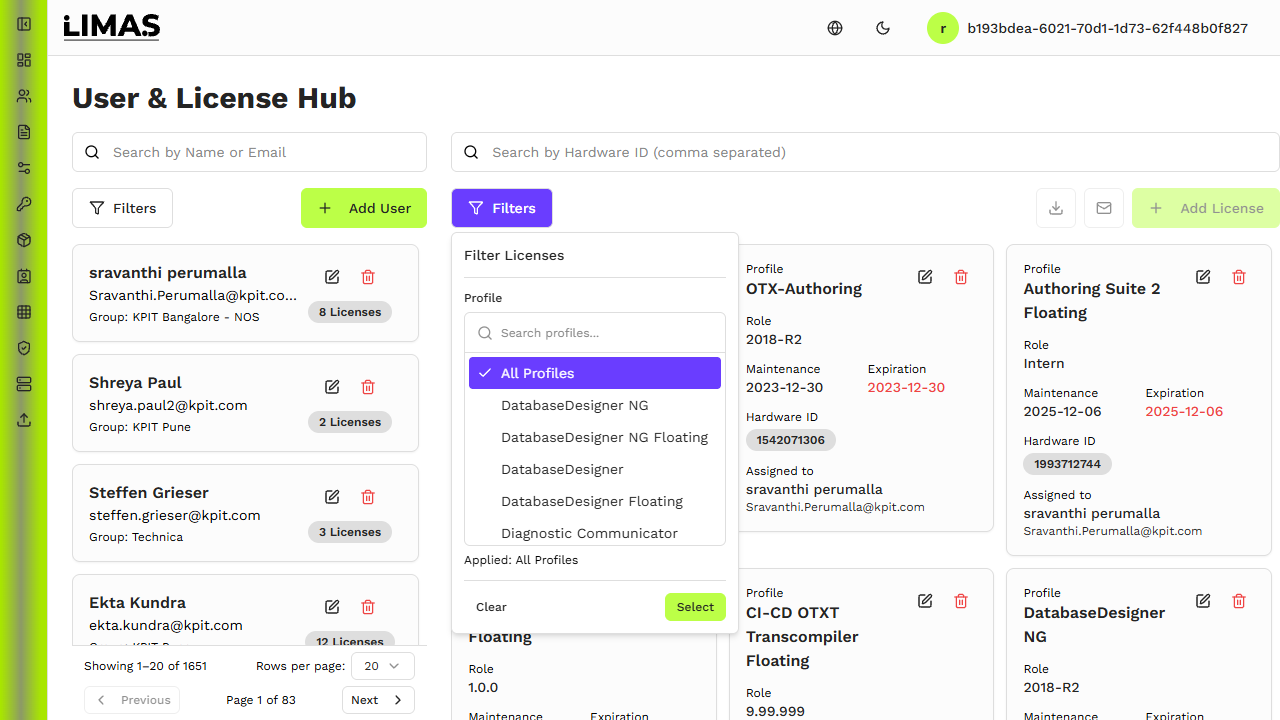 LIMAS
r
b193bdea-6021-70d1-1d73-62f448b0f827
User & License Hub
Search by Name or Email
Search by Hardware ID (comma separated)
Filters
Add User
Filters
Add License
sravanthi perumalla
Sravanthi.Perumalla@kpit.co...
Group: KPIT Bangalore - NOS
8 Licenses
Shreya Paul
shreya.paul2@kpit.com
Group: KPIT Pune
2 Licenses
Steffen Grieser
steffen.grieser@kpit.com
Group: Technica
3 Licenses
Ekta Kundra
ekta.kundra@kpit.com
12 Licenses
Showing 1–20 of 1651
Rows per page:
20
Previous
Page 1 of 83
Next
Filter Licenses
Profile
Search profiles...
All Profiles
DatabaseDesigner NG
DatabaseDesigner NG Floating
DatabaseDesigner
DatabaseDesigner Floating
Diagnostic Communicator
Applied: All Profiles
Clear
Select
Profile
OTX-Authoring
Role
2018-R2
Maintenance
Expiration
2023-12-30
2023-12-30
Hardware ID
1542071306
Assigned to
sravanthi perumalla
Sravanthi.Perumalla@kpit.com
Profile
Authoring Suite 2
Floating
Role
Intern
Maintenance
Expiration
2025-12-06
2025-12-06
Hardware ID
1993712744
Assigned to
sravanthi perumalla
Sravanthi.Perumalla@kpit.com
Floating
Role
1.0.0
Maintenance
Expiration
Profile
CI-CD OTXT
Transcompiler
Floating
Role
9.99.999
Profile
DatabaseDesigner
NG
Role
2018-R2
Maintenance
Expiration